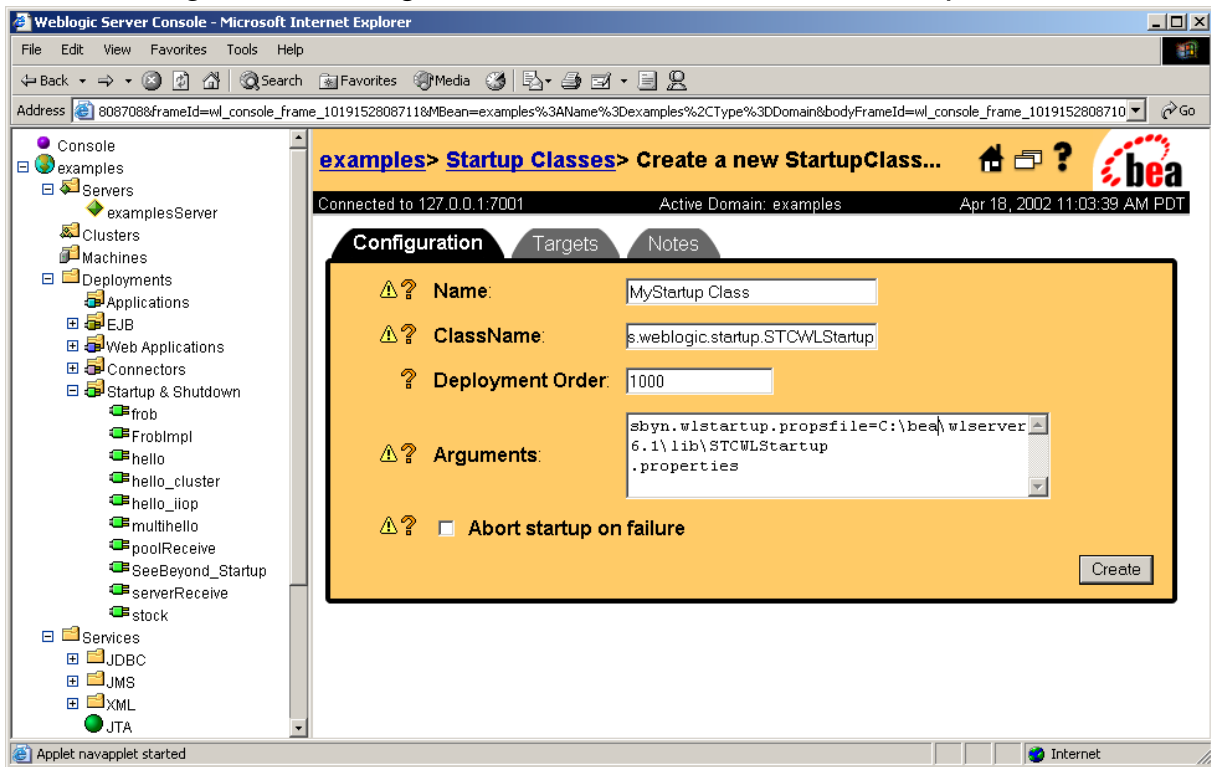 Weblogic Server Console - Microsoft Internet Explorer
File Edit View Favorites Tools Help
Back Search Favorites Media
Address 808708&frameId=wl_console_frame_1019152808711&MBean=examples%3AName%3Dexamples%2CType%3DDomain&bodyFrameId=wl_console_frame_1019152808710 Go
Console
examples
Servers
examplesServer
Clusters
Machines
Deployments
Applications
EJB
Web Applications
Connectors
Startup & Shutdown
frob
FrobImpl
hello
hello_cluster
hello_iiop
multihello
poolReceive
SeeBeyond_Startup
serverReceive
stock
Services
JDBC
JMS
XML
JTA
examples> Startup Classes> Create a new StartupClass...
? bea
Connected to 127.0.0.1:7001 Active Domain: examples Apr 18, 2002 11:03:39 AM PDT
Configuration Targets Notes
? Name: MyStartup Class
? ClassName: s.weblogic.startup.STCWLStartup
? Deployment Order: 1000
? Arguments: sbyn.wlstartup.propsfile=C:\bea\wlserver
6.1\lib\STCWLStartup
.properties
? Abort startup on failure
Create
Applet navapplet started Internet